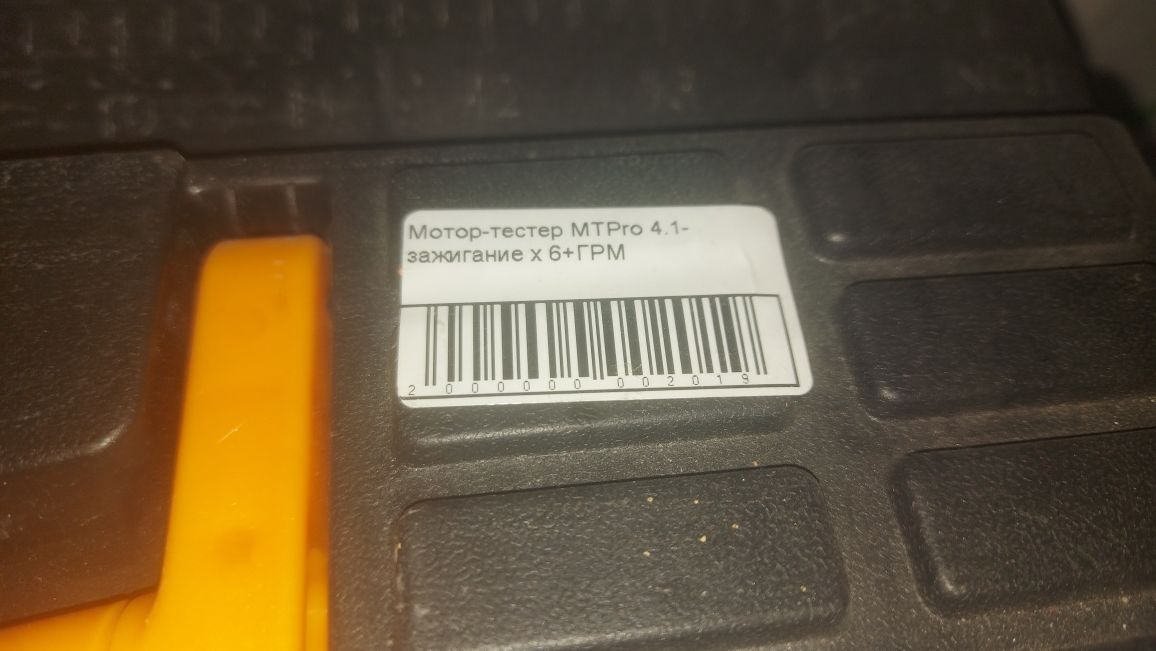 Мотор-тестер MTPro 4.1-
зажигание x 6+ГРМ
2 000000 002019